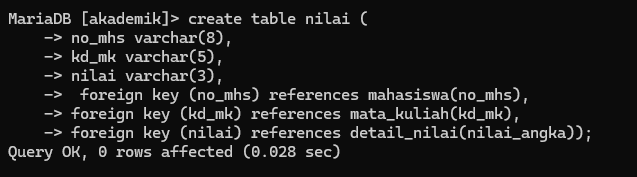 MariaDB [akademik]> create table nilai (
    -> no_mhs varchar(8),
    -> kd_mk varchar(5),
    -> nilai varchar(3),
    ->  foreign key (no_mhs) references mahasiswa(no_mhs),
    -> foreign key (kd_mk) references mata_kuliah(kd_mk),
    -> foreign key (nilai) references detail_nilai(nilai_angka));
Query OK, 0 rows affected (0.028 sec)